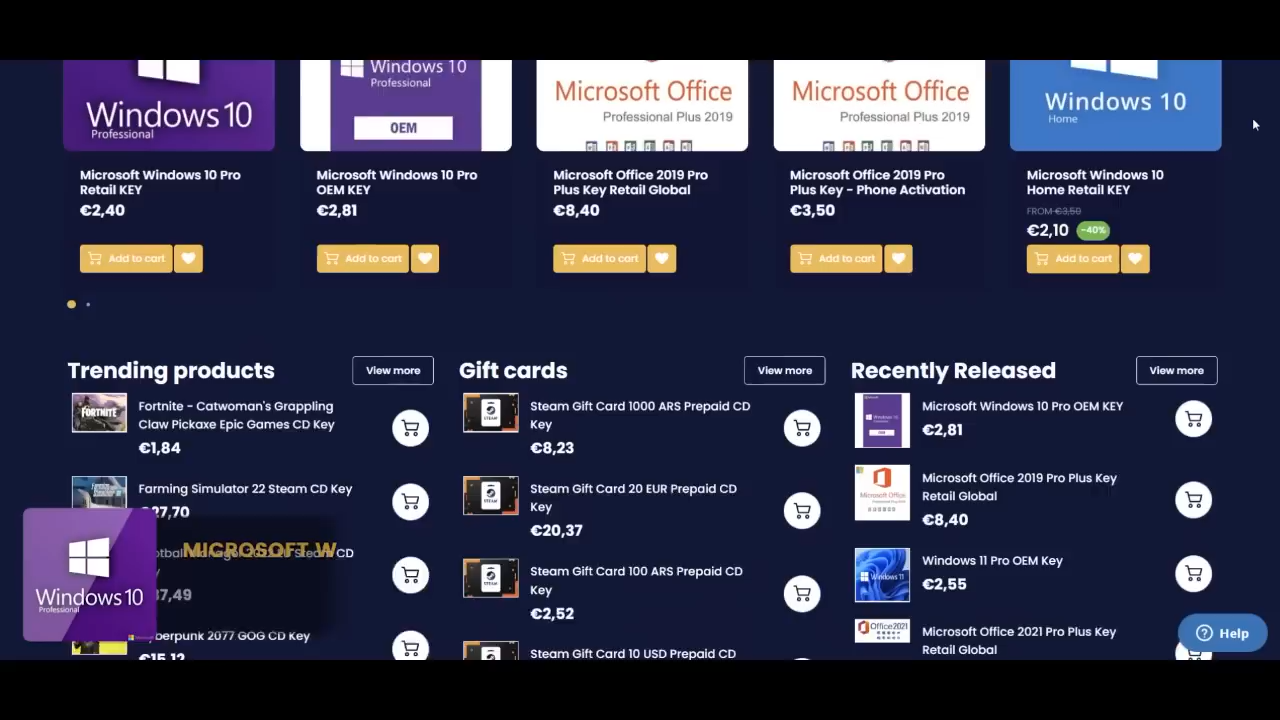 Windows 10
Professional
Windows 10
Professional
OEM
Microsoft Office
Professional Plus 2019
Microsoft Office
Professional Plus 2019
Windows 10
Home
Microsoft Windows 10 Pro
Retail KEY
€2,40
Add to cart
Microsoft Windows 10 Pro
OEM KEY
€2,81
Add to cart
Microsoft Office 2019 Pro
Plus Key Retail Global
€8,40
Add to cart
Microsoft Office 2019 Pro
Plus Key - Phone Activation
€3,50
Add to cart
Microsoft Windows 10
Home Retail KEY
FROM €3,50
€2,10 -40%
Add to cart
Trending products
View more
Fortnite - Catwoman's Grappling
Claw Pickaxe Epic Games CD Key
€1,84
Farming Simulator 22 Steam CD Key
27,70
CD
37,49
Cyberpunk 2077 GOG CD Key
€15,12
Windows 10
Professional
MICROSOFT W
Gift cards
View more
Steam Gift Card 1000 ARS Prepaid CD
Key
€8,23
Steam Gift Card 20 EUR Prepaid CD
Key
€20,37
Steam Gift Card 100 ARS Prepaid CD
Key
€2,52
Steam Gift Card 10 USD Prepaid CD
Recently Released
View more
Microsoft Windows 10 Pro OEM KEY
€2,81
Microsoft Office 2019 Pro Plus Key
Retail Global
€8,40
Windows 11 Pro OEM Key
€2,55
Microsoft Office 2021 Pro Plus Key
Retail Global
Help
FORTNITE
STEAM
STEAM
STEAM
Windows 11
Office2021